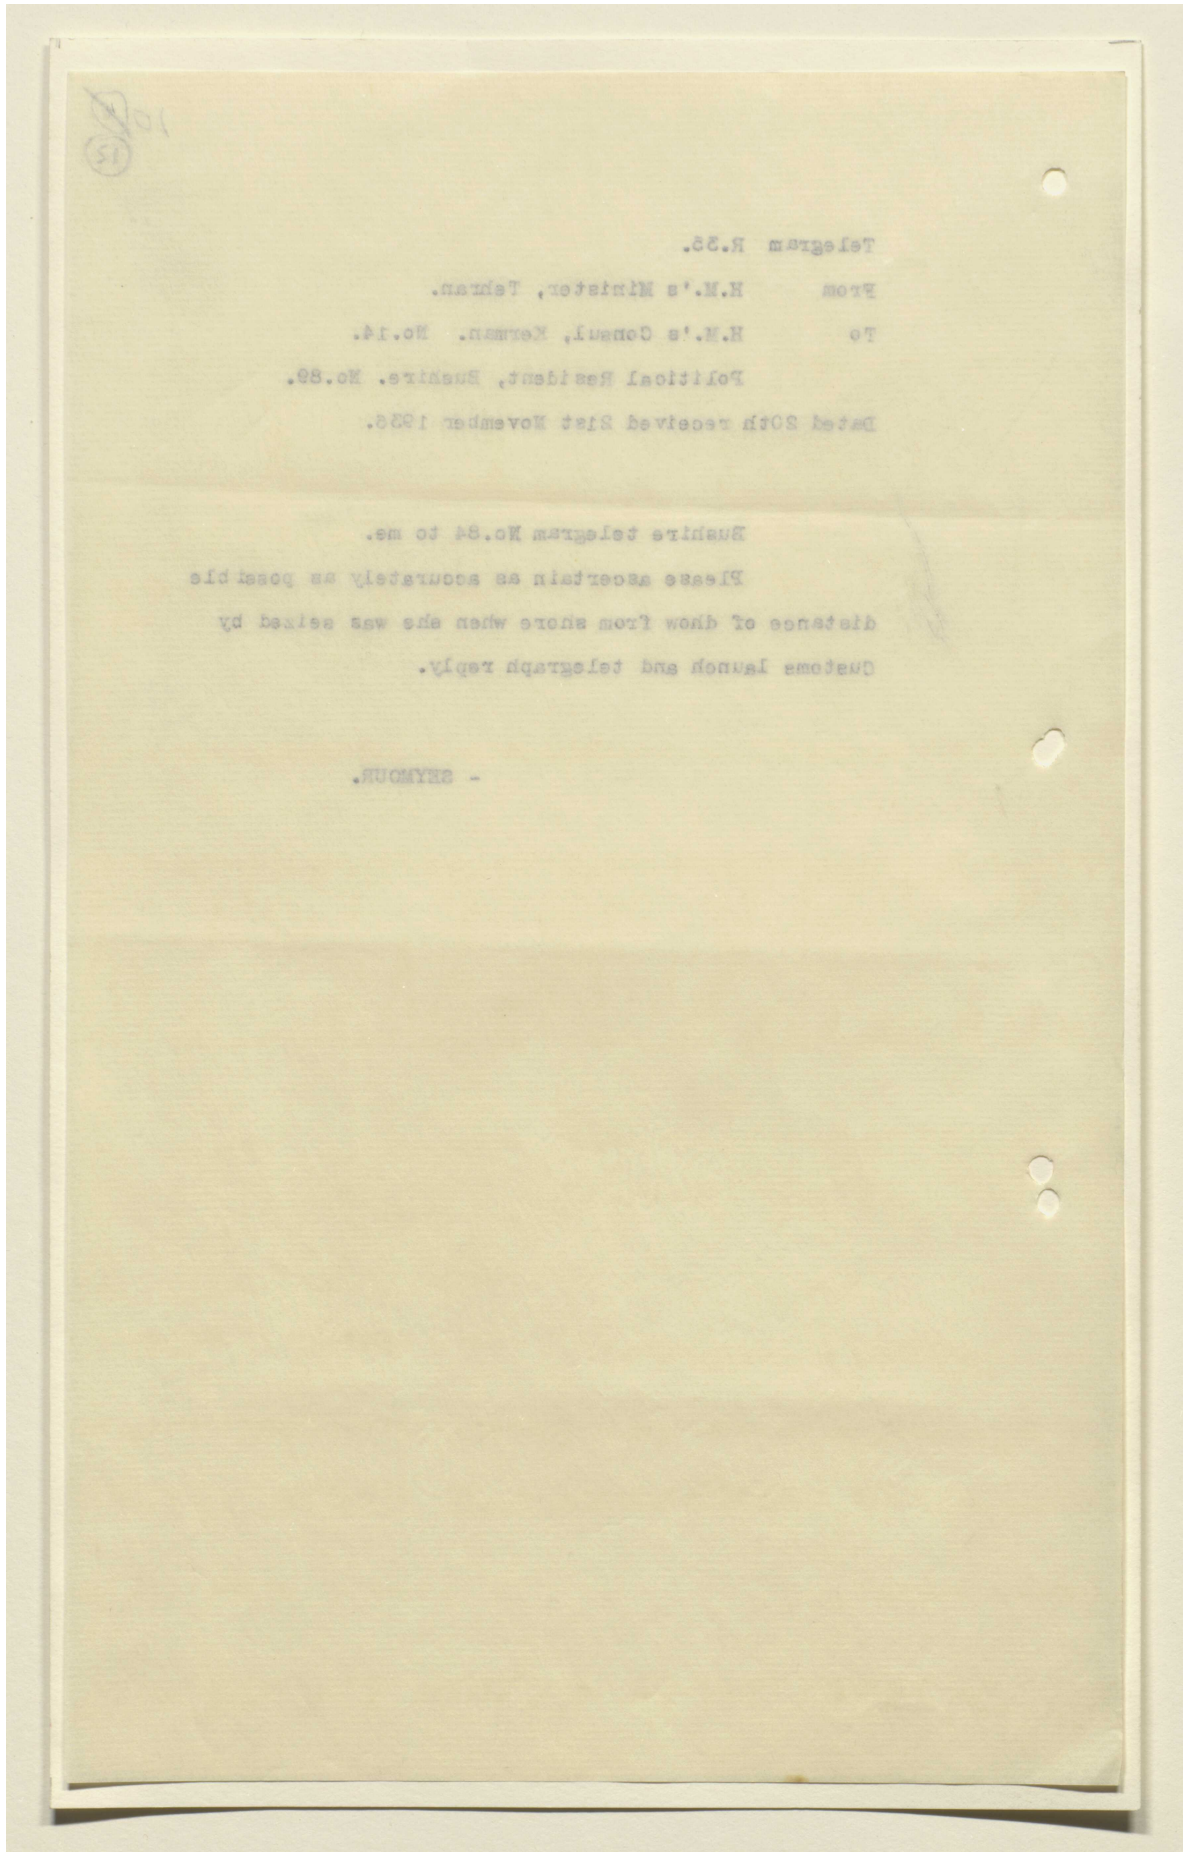 Telegram R.35.
From H.M.'s Minister, Tehran.
To H.M.'s Consul, Kerman. No.14.
Political Resident, Bushire. No.89.
Dated 20th received 21st November 1936.
Bushire telegram No.84 to me.
Please ascertain as accurately as possible
distance of dhow from shore when she was seized by
Customs launch and telegraph reply.
- SEYMOUR.